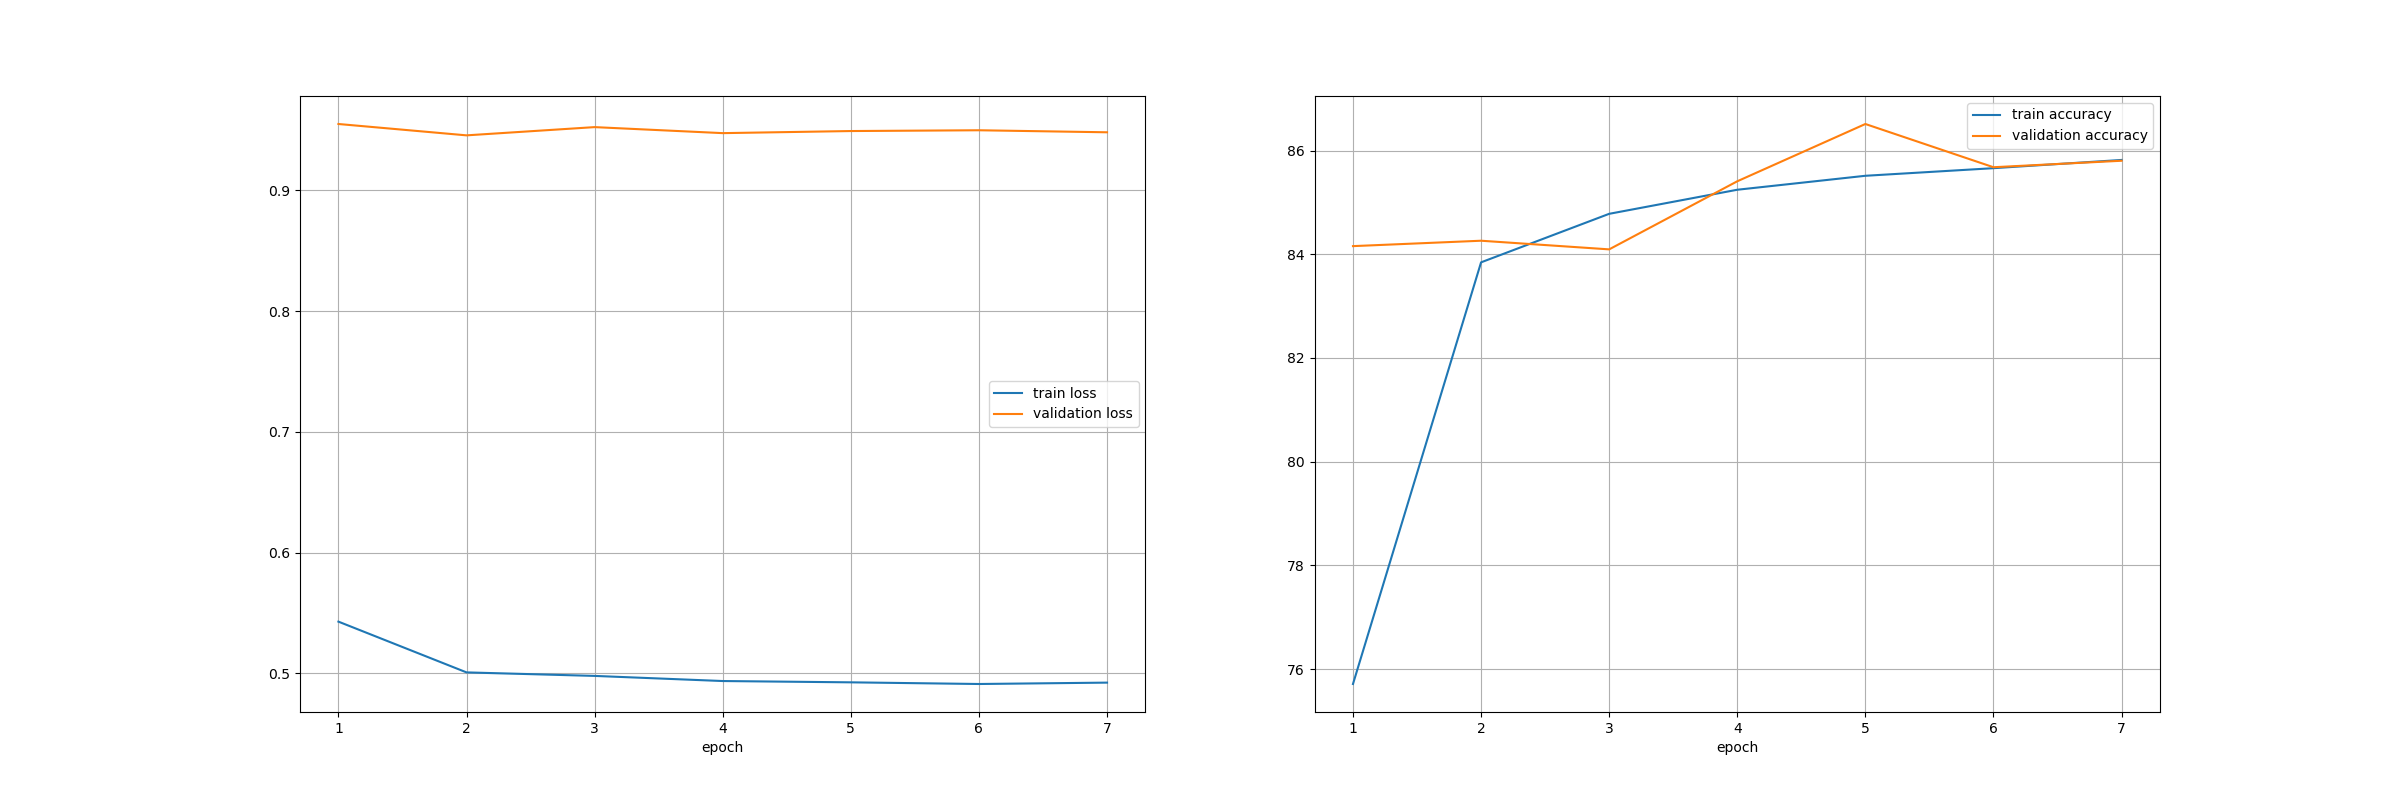 0.9
0.8
0.7
0.6
0.5
1 2 3 4 5 6 7
epoch
train loss
validation loss
86
84
82
80
78
76
1 2 3 4 5 6 7
epoch
train accuracy
validation accuracy